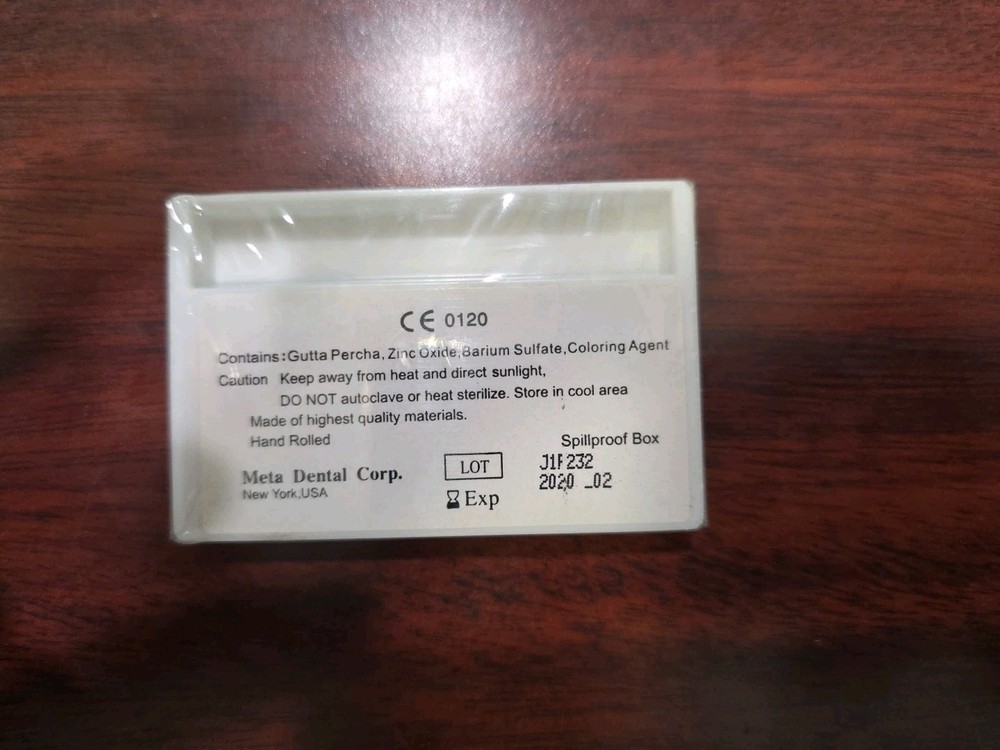 CE 0120
Contains:Gutta Percha, Zinc Oxide,Barium Sulfate,Coloring Agent
Caution Keep away from heat and direct sunlight,
DO NOT autoclave or heat sterilize. Store in cool area
Made of highest quality materials.
Hand Rolled
Spillproof Box
Meta Dental Corp.
New York,USA
LOT J1F232
Exp 2020_02